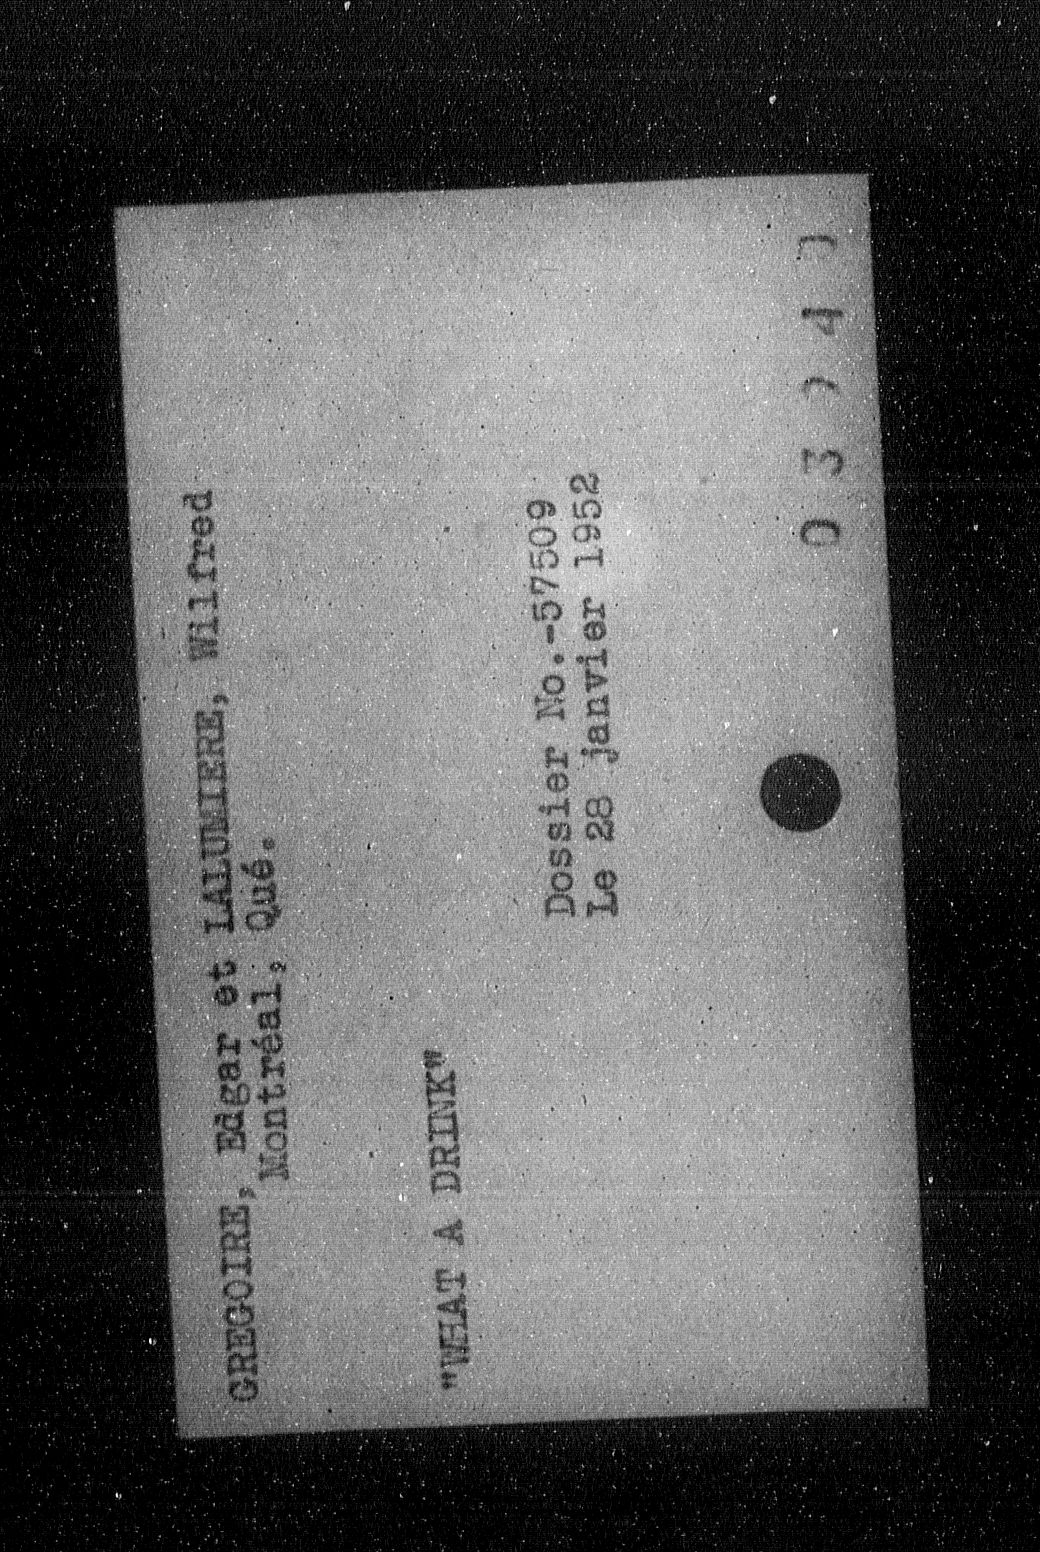 GREGOIRE, Edgar et LALUMIERE, Wilfred
Montréal, Qué.
"WHAT A DRINK"
Dossier No.-57509
Le 28 janvier 1952